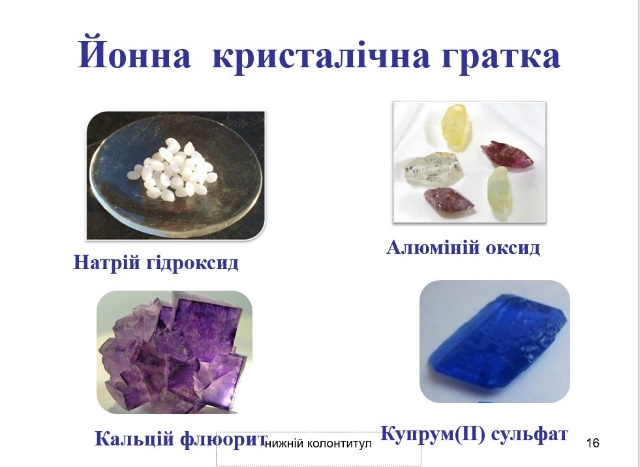 Йонна кристалічна гратка
Натрій гідроксид
Алюміній оксид
Кальцій флюорит
нижній колонтитул
Купрум(ІІ) сульфат
16